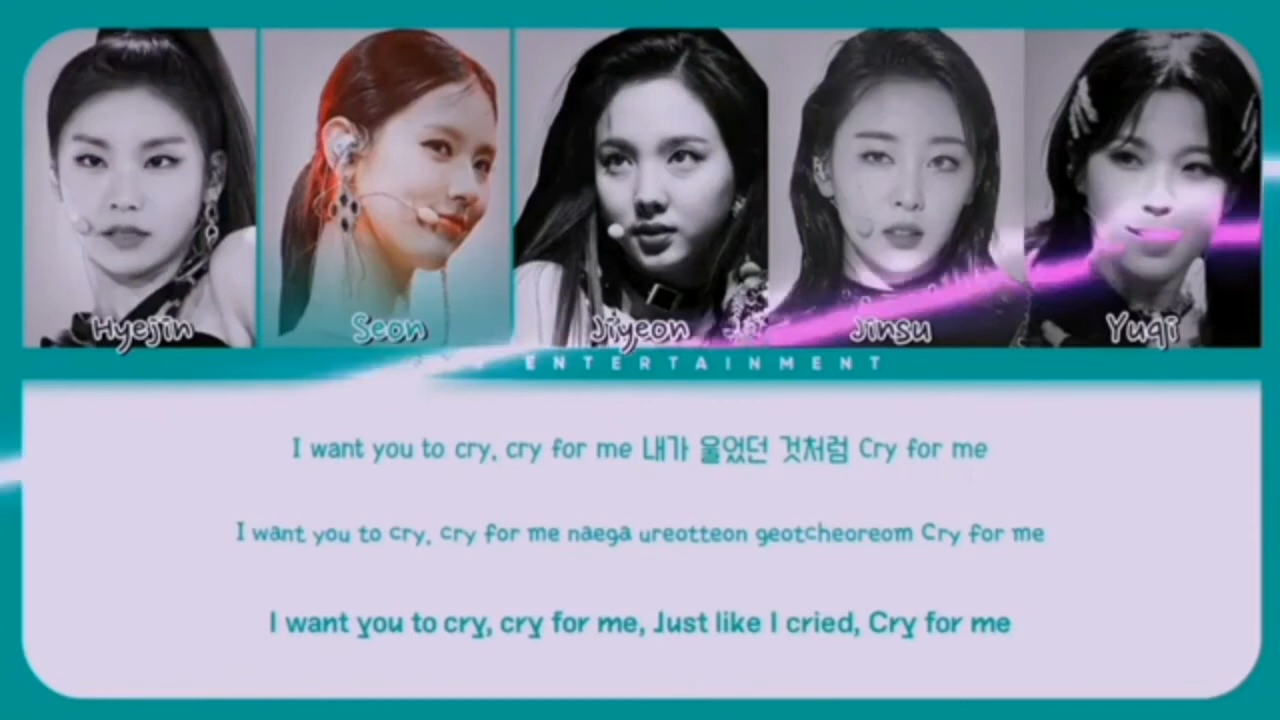 Hyejin
Seon
Jiyeon
Jinsu
Yuqi
ENTERTAINMENT
I want you to cry, cry for me 내가 울었던 것처럼 Cry for me
I want you to cry, cry for me naega ureotteon geotcheoreom Cry for me
I want you to cry, cry for me, Just like I cried, Cry for me